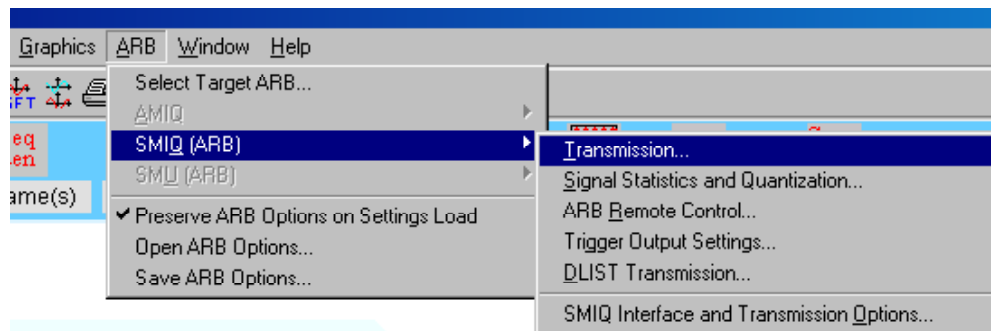 Graphics ARB Window Help
Select Target ARB...
AMIQ
SMIQ (ARB)
SMU (ARB)
Preserve ARB Options on Settings Load
Open ARB Options...
Save ARB Options...
Transmission...
Signal Statistics and Quantization...
ARB Remote Control...
Trigger Output Settings...
DLIST Transmission...
SMIQ Interface and Transmission Options...
FT
eq
en
ame(s)